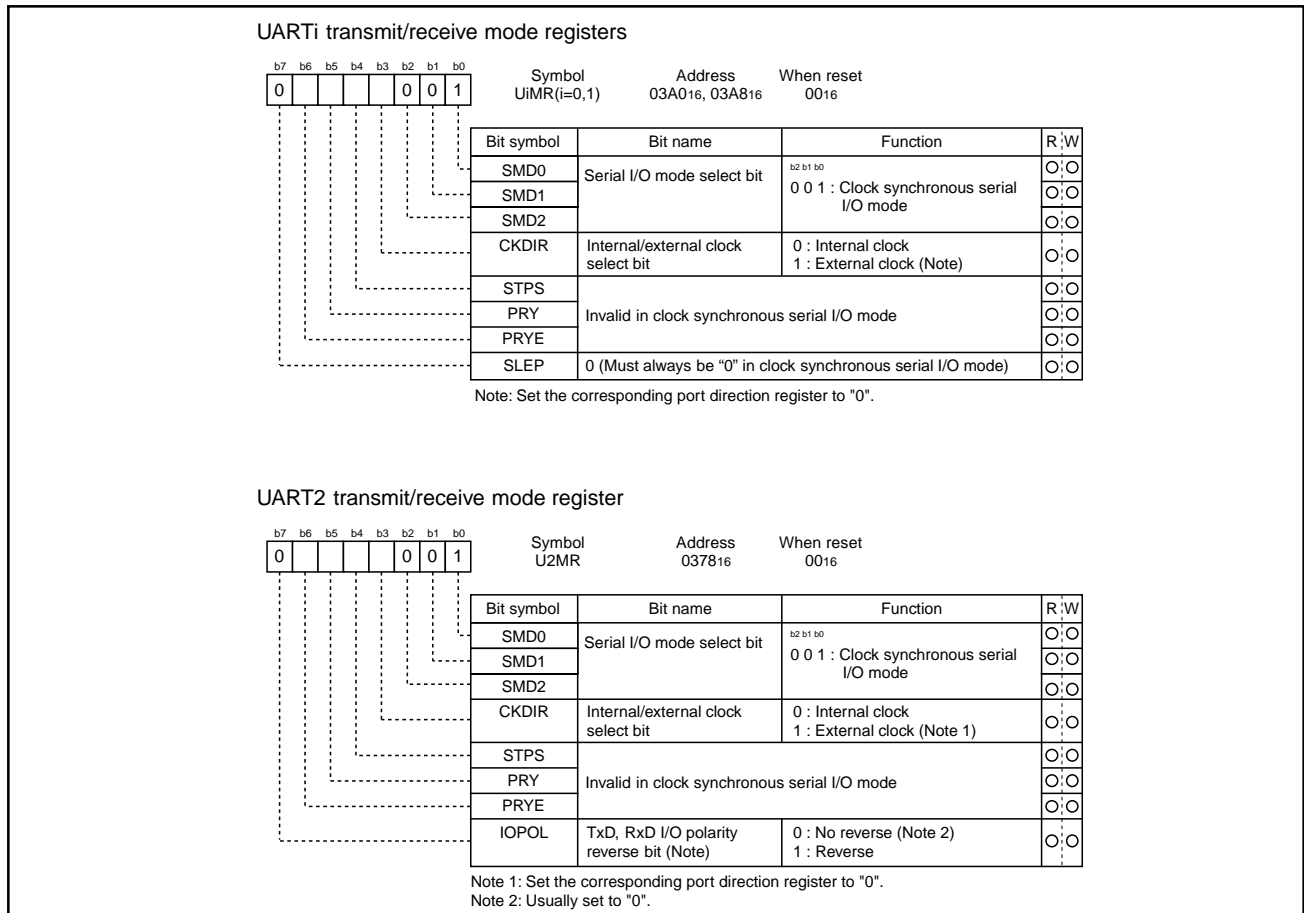 UARTi transmit/receive mode registers
b7 b6 b5 b4 b3 b2 b1 b0
0 0 0 1
Symbol Address When reset
UiMR(i=0,1) 03A016, 03A816 0016
Bit symbol Bit name Function R W
SMD0 Serial I/O mode select bit b2 b1 b0
SMD1 0 0 1 : Clock synchronous serial
SMD2 I/O mode
CKDIR Internal/external clock 0 : Internal clock
select bit 1 : External clock (Note)
STPS
PRY Invalid in clock synchronous serial I/O mode
PRYE
SLEP 0 (Must always be “0” in clock synchronous serial I/O mode)
Note: Set the corresponding port direction register to "0".
UART2 transmit/receive mode register
b7 b6 b5 b4 b3 b2 b1 b0
0 0 0 1
Symbol Address When reset
U2MR 037816 0016
Bit symbol Bit name Function R W
SMD0 Serial I/O mode select bit b2 b1 b0
SMD1 0 0 1 : Clock synchronous serial
SMD2 I/O mode
CKDIR Internal/external clock 0 : Internal clock
select bit 1 : External clock (Note 1)
STPS
PRY Invalid in clock synchronous serial I/O mode
PRYE
IOPOL TxD, RxD I/O polarity 0 : No reverse (Note 2)
reverse bit (Note) 1 : Reverse
Note 1: Set the corresponding port direction register to "0".
Note 2: Usually set to "0".